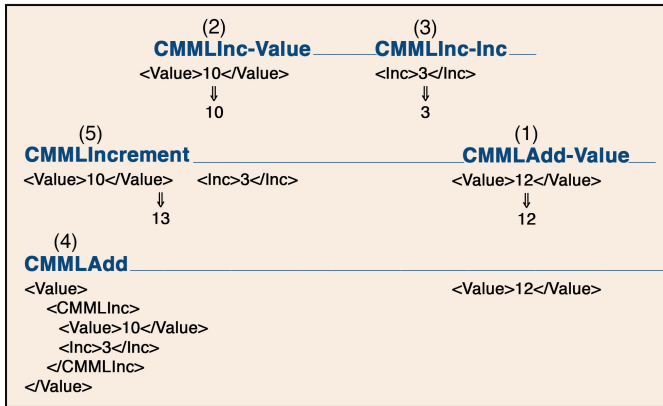 (2) (3)
CMMLInc-Value CMMLInc-Inc
<Value>10</Value> <Inc>3</Inc>
⇓ ⇓
10 3
(5) (1)
CMMLIncrement CMMLAdd-Value
<Value>10</Value> <Inc>3</Inc> <Value>12</Value>
⇓ ⇓
13 12
(4)
CMMLAdd
<Value> <Value>12</Value>
<CMMLInc>
<Value>10</Value>
<Inc>3</Inc>
</CMMLInc>
</Value>